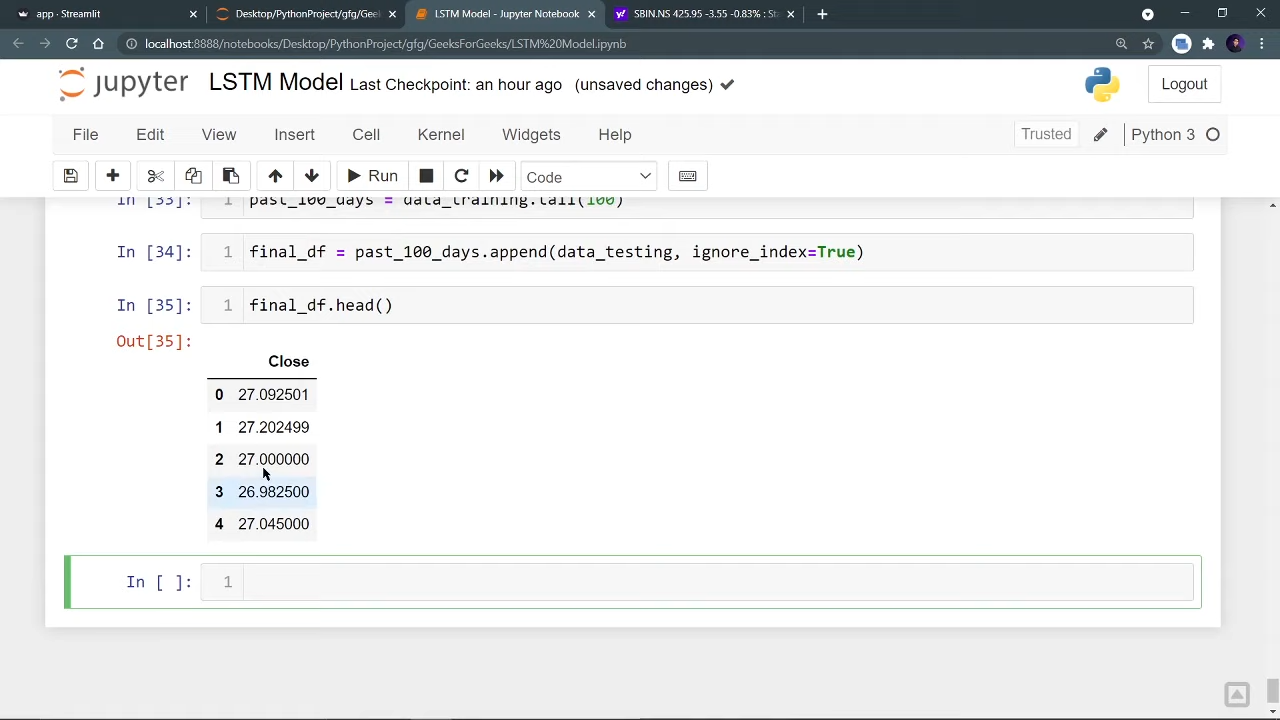 app · Streamlit
Desktop/PythonProject/gfg/Geek
LSTM Model - Jupyter Notebook
SBIN.NS 425.95 -3.55 -0.83% : Sta
localhost:8888/notebooks/Desktop/PythonProject/gfg/GeeksForGeeks/LSTM%20Model.ipynb
jupyter LSTM Model Last Checkpoint: an hour ago (unsaved changes)
Logout
File Edit View Insert Cell Kernel Widgets Help
Trusted Python 3
Run Code
In [33]: 1 past_100_days = data_training.tail(100)
In [34]: 1 final_df = past_100_days.append(data_testing, ignore_index=True)
In [35]: 1 final_df.head()
Out[35]:
Close
0 27.092501
1 27.202499
2 27.000000
3 26.982500
4 27.045000
In [ ]: 1